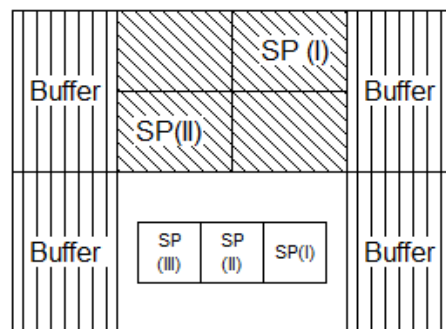 SP (I)
Buffer
Buffer
SP(II)
Buffer
SP
(III)
SP
(II)
SP(I)
Buffer